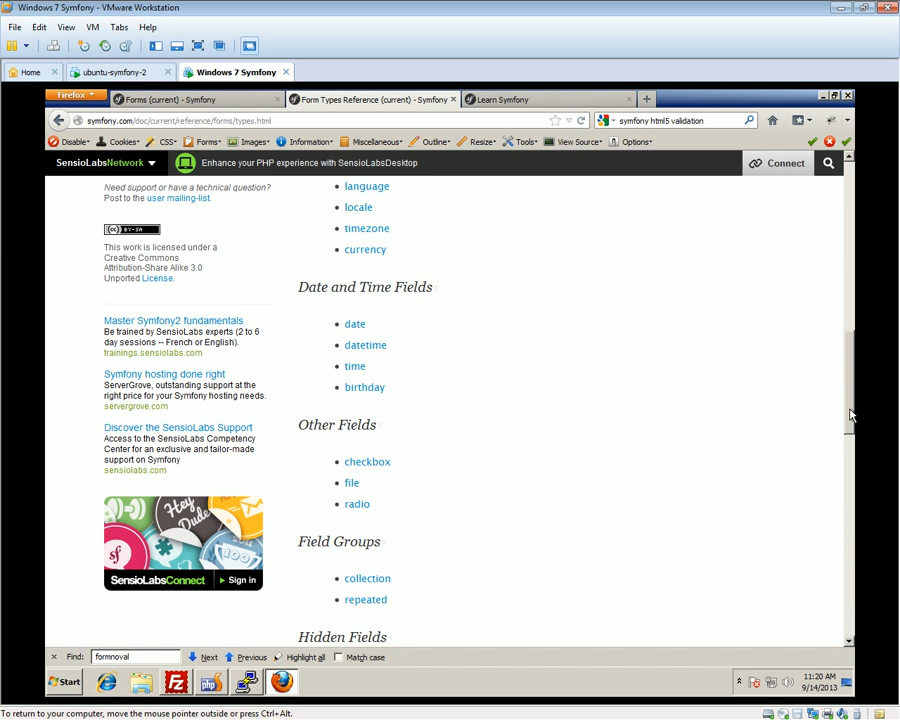 Windows 7 Symfony - VMware Workstation
File Edit View VM Tabs Help
Home ubuntu-symfony-2 Windows 7 Symfony
Firefox Forms (current) - Symfony Form Types Reference (current) - Symfony Learn Symfony
symfony.com/doc/current/reference/forms/types.html symfony html5 validation
Disable Cookies CSS Forms Images Information Miscellaneous Outline Resize Tools View Source Options
SensioLabsNetwork Enhance your PHP experience with SensioLabsDesktop Connect
Need support or have a technical question?
Post to the user mailing-list.
(cc) BY-SA
This work is licensed under a
Creative Commons
Attribution-Share Alike 3.0
Unported License.
Master Symfony2 fundamentals
Be trained by SensioLabs experts (2 to 6
day sessions -- French or English).
trainings.sensiolabs.com
Symfony hosting done right
ServerGrove, outstanding support at the
right price for your Symfony hosting needs.
servergrove.com
Discover the SensioLabs Support
Access to the SensioLabs Competency
Center for an exclusive and tailor-made
support on Symfony
sensiolabs.com
Hey
Dude
sf
100
SensioLabsConnect Sign in
language
locale
timezone
currency
Date and Time Fields
date
datetime
time
birthday
Other Fields
checkbox
file
radio
Field Groups
collection
repeated
Hidden Fields
Find: formnoval Next Previous Highlight all Match case
Start 11:20 AM
9/14/2013
To return to your computer, move the mouse pointer outside or press Ctrl+Alt.